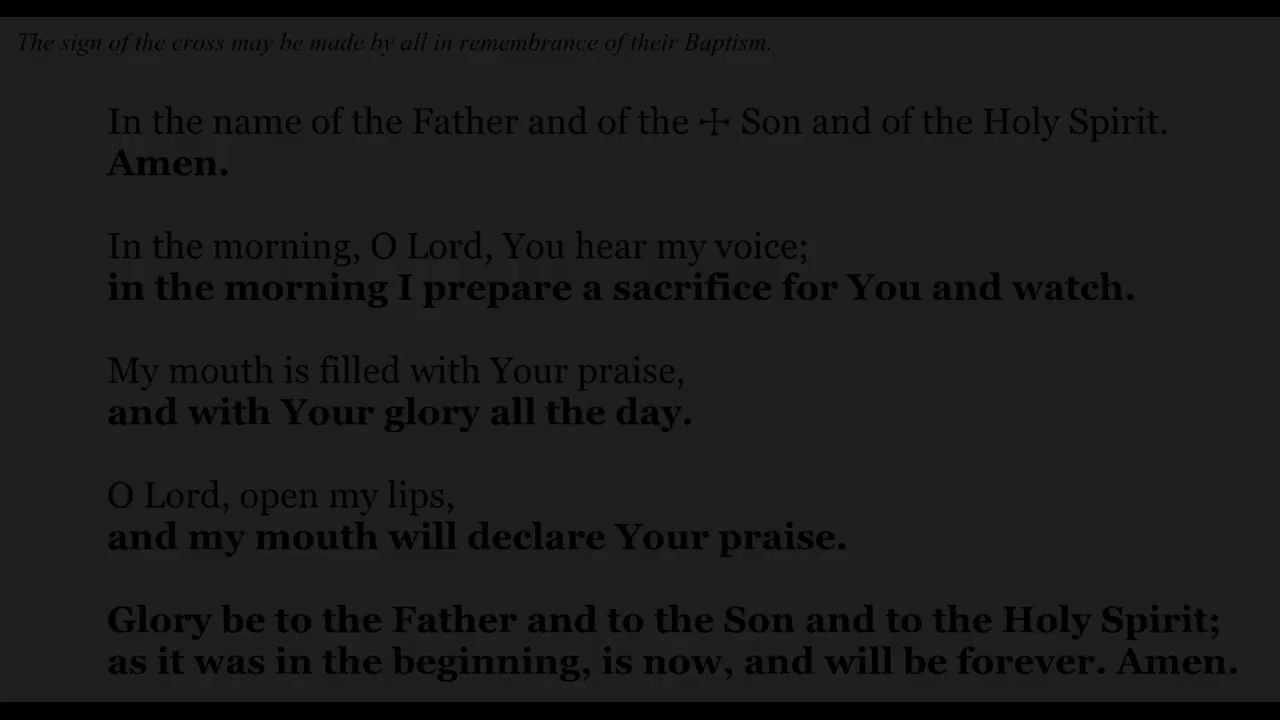 The sign of the cross may be made by all in remembrance of their Baptism.
In the name of the Father and of the ☩ Son and of the Holy Spirit.
Amen.
In the morning, O Lord, You hear my voice;
in the morning I prepare a sacrifice for You and watch.
My mouth is filled with Your praise,
and with Your glory all the day.
O Lord, open my lips,
and my mouth will declare Your praise.
Glory be to the Father and to the Son and to the Holy Spirit;
as it was in the beginning, is now, and will be forever. Amen.